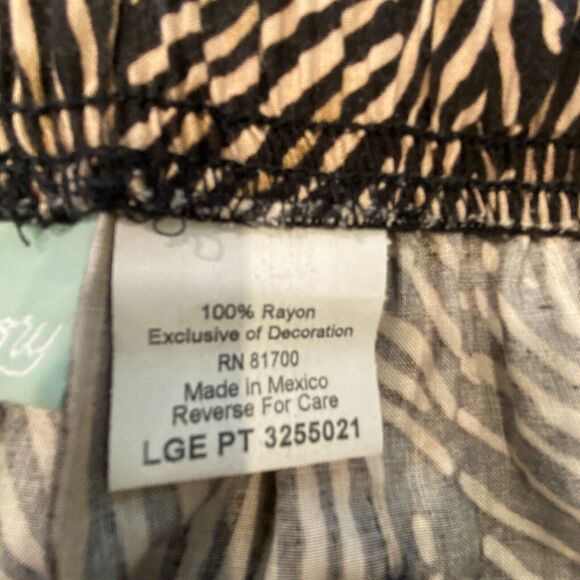 100% Rayon
Exclusive of Decoration
RN 81700
Made in Mexico
Reverse For Care
LGE PT 3255021